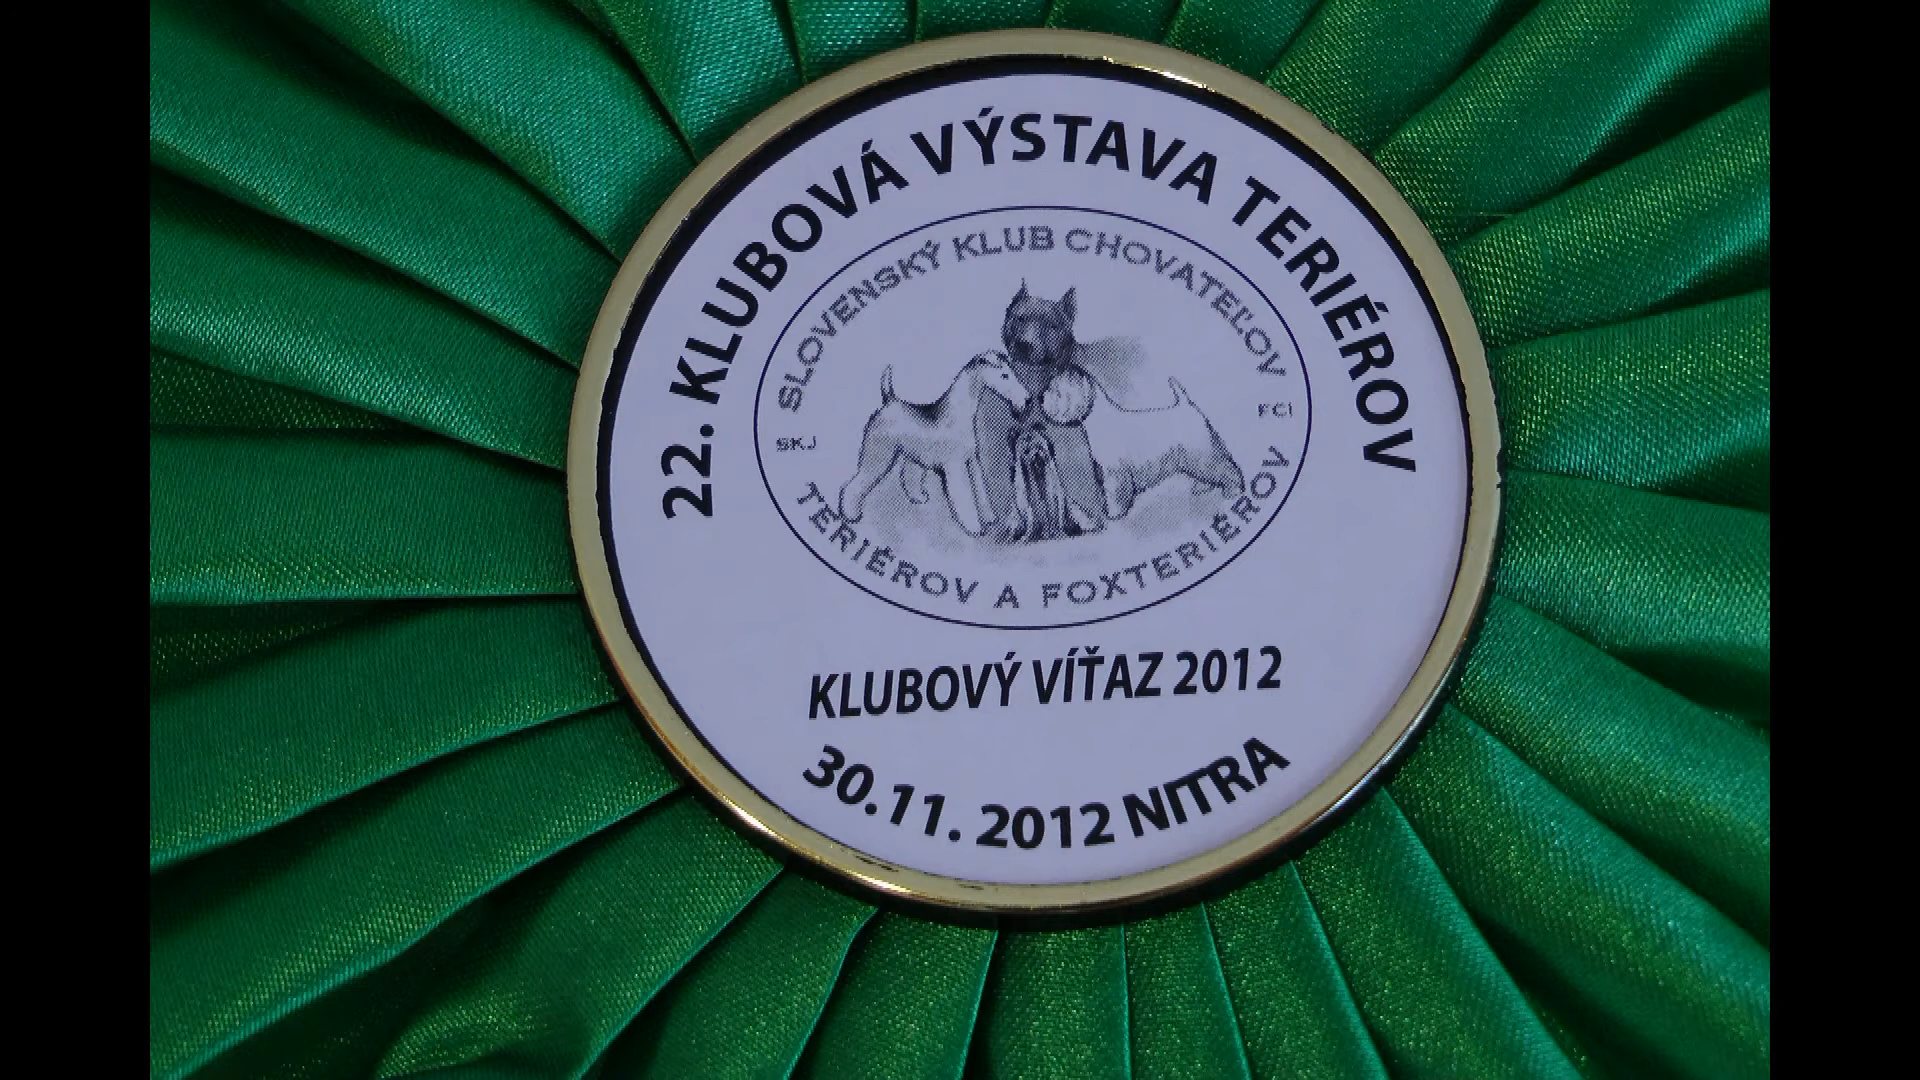 22. KLUBOVÁ VÝSTAVA TERIÉROV
SLOVENSKÝ KLUB CHOVATEĽOV
SKJ
FCI
TERIÉROV A FOXTERIÉROV
KLUBOVÝ VÍŤAZ 2012
30.11. 2012 NITRA